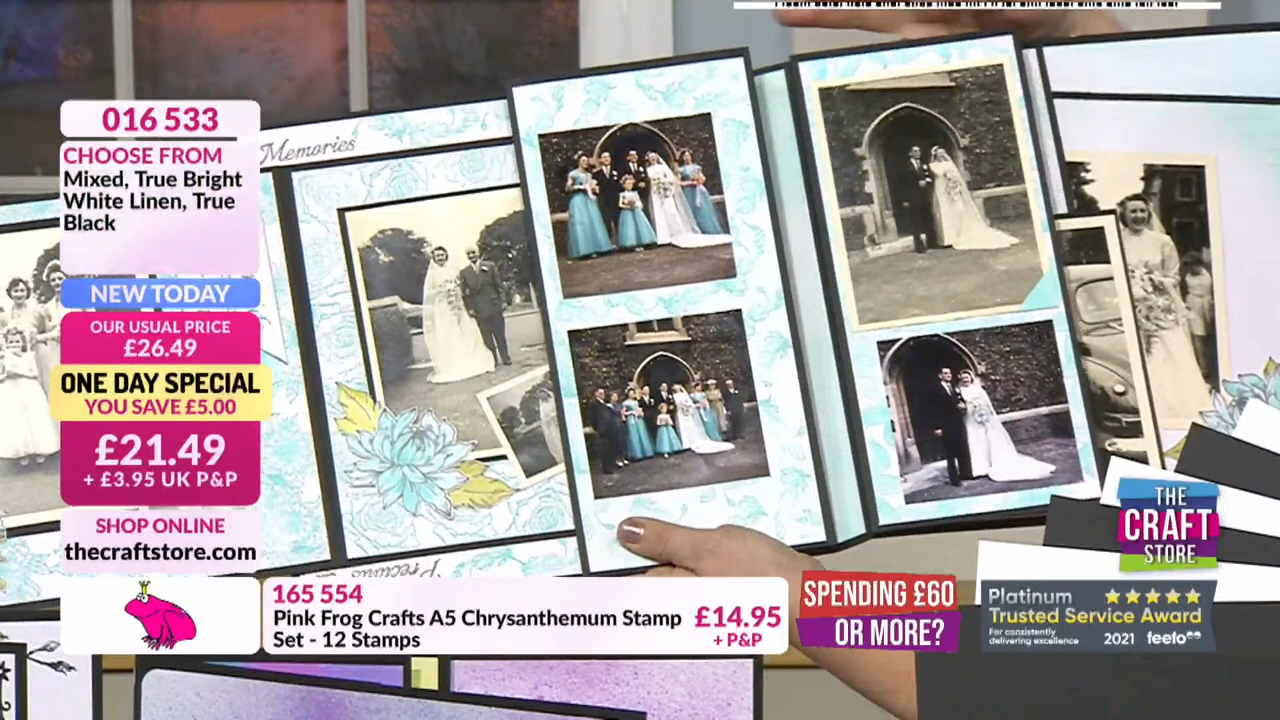 016 533
CHOOSE FROM
Mixed, True Bright
White Linen, True
Black
NEW TODAY
OUR USUAL PRICE
£26.49
ONE DAY SPECIAL
YOU SAVE £5.00
£21.49
+ £3.95 UK P&P
SHOP ONLINE
thecraftstore.com
Memories
Precious
165 554
Pink Frog Crafts A5 Chrysanthemum Stamp
Set - 12 Stamps
£14.95
+ P&P
SPENDING £60
OR MORE?
THE
CRAFT
STORE
Platinum
Trusted Service Award
For consistently
delivering excellence
2021 feefo